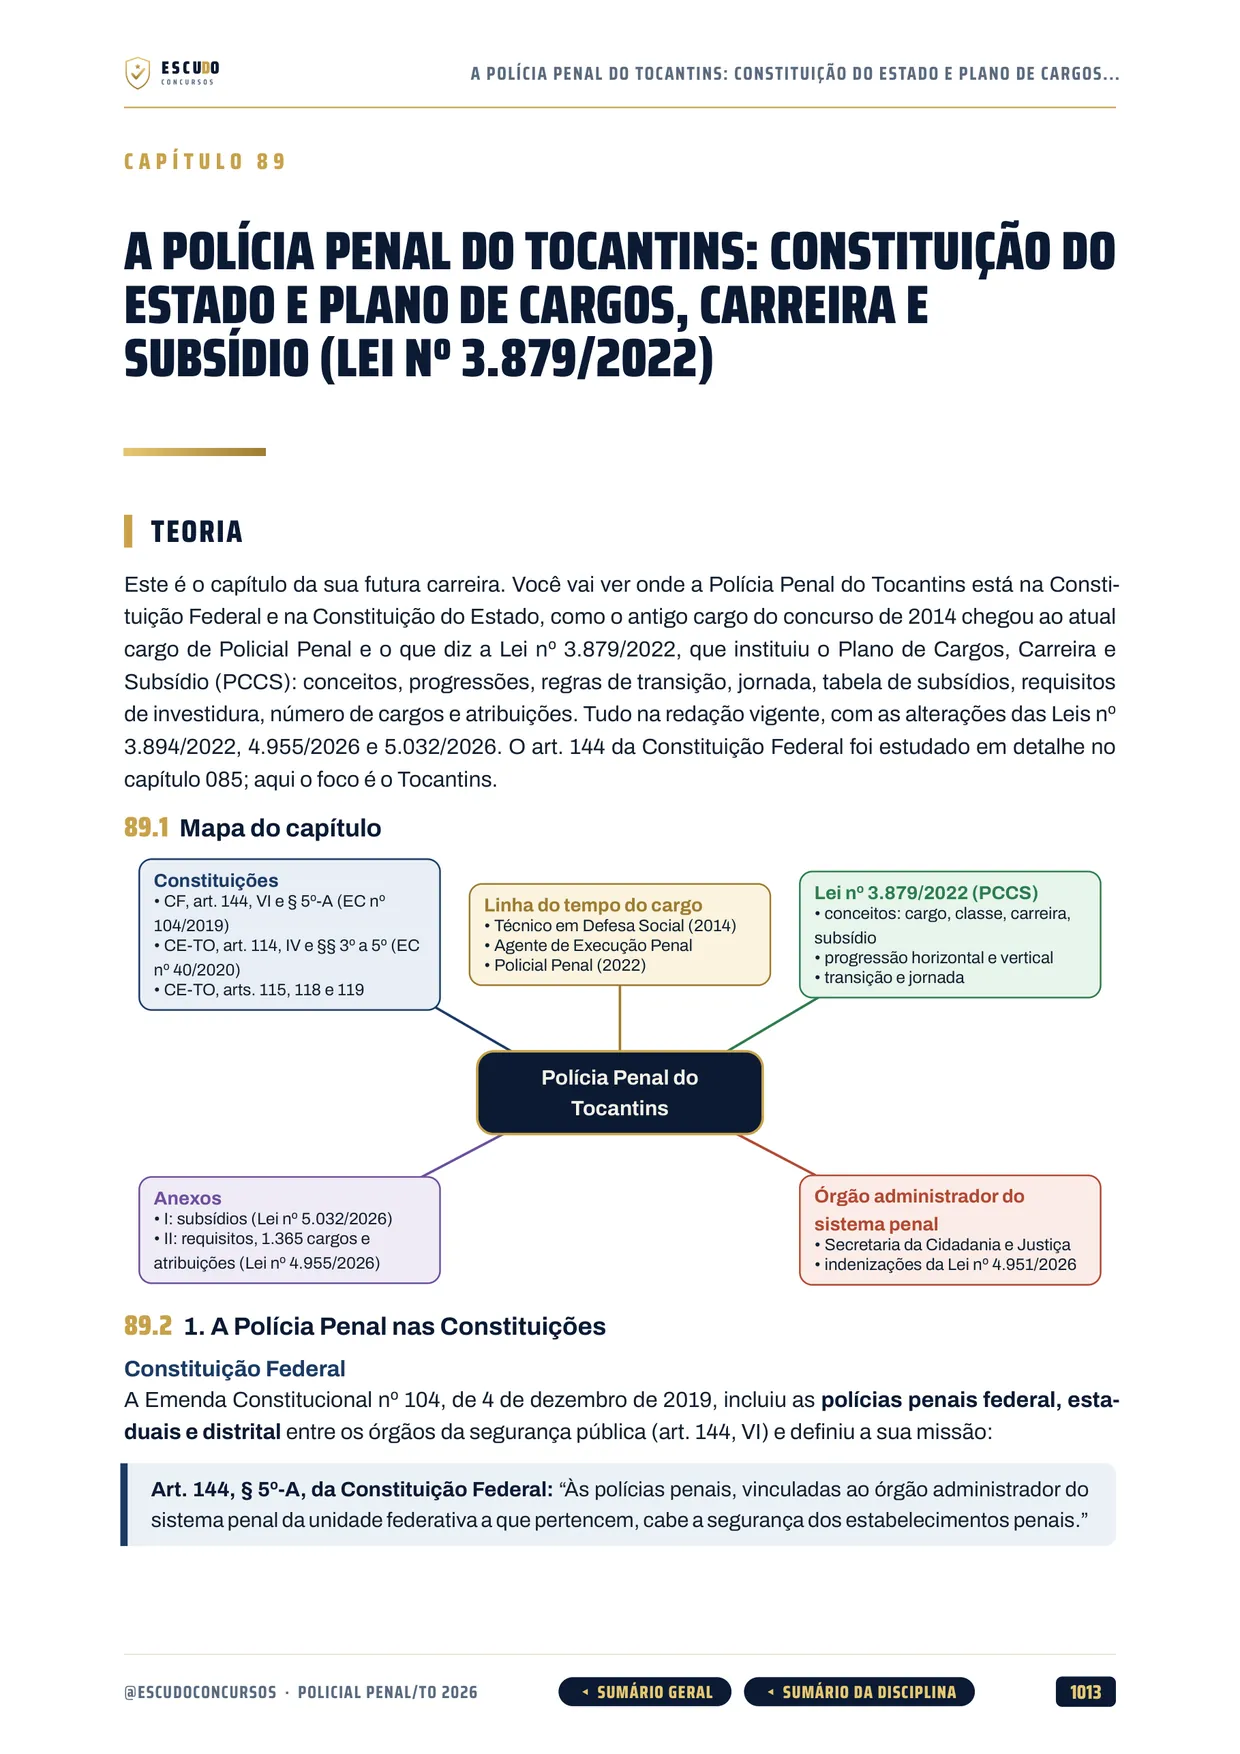 ESCUDO
CONCURSOS
A POLÍCIA PENAL DO TOCANTINS: CONSTITUIÇÃO DO ESTADO E PLANO DE CARGOS...
CAPÍTULO 89
A POLÍCIA PENAL DO TOCANTINS: CONSTITUIÇÃO DO
ESTADO E PLANO DE CARGOS, CARREIRA E
SUBSÍDIO (LEI Nº 3.879/2022)
TEORIA
Este é o capítulo da sua futura carreira. Você vai ver onde a Polícia Penal do Tocantins está na Consti-
tuição Federal e na Constituição do Estado, como o antigo cargo do concurso de 2014 chegou ao atual
cargo de Policial Penal e o que diz a Lei nº 3.879/2022, que instituiu o Plano de Cargos, Carreira e
Subsídio (PCCS): conceitos, progressões, regras de transição, jornada, tabela de subsídios, requisitos
de investidura, número de cargos e atribuições. Tudo na redação vigente, com as alterações das Leis nº
3.894/2022, 4.955/2026 e 5.032/2026. O art. 144 da Constituição Federal foi estudado em detalhe no
capítulo 085; aqui o foco é o Tocantins.
89.1 Mapa do capítulo
Constituições
• CF, art. 144, VI e § 5º-A (EC nº
104/2019)
• CE-TO, art. 114, IV e §§ 3º a 5º (EC
nº 40/2020)
• CE-TO, arts. 115, 118 e 119
Linha do tempo do cargo
• Técnico em Defesa Social (2014)
• Agente de Execução Penal
• Policial Penal (2022)
Lei nº 3.879/2022 (PCCS)
• conceitos: cargo, classe, carreira,
subsídio
• progressão horizontal e vertical
• transição e jornada
Polícia Penal do
Tocantins
Anexos
• I: subsídios (Lei nº 5.032/2026)
• II: requisitos, 1.365 cargos e
atribuições (Lei nº 4.955/2026)
Órgão administrador do
sistema penal
• Secretaria da Cidadania e Justiça
• indenizações da Lei nº 4.951/2026
89.2 1. A Polícia Penal nas Constituições
Constituição Federal
A Emenda Constitucional nº 104, de 4 de dezembro de 2019, incluiu as polícias penais federal, esta-
duais e distrital entre os órgãos da segurança pública (art. 144, VI) e definiu a sua missão:
Art. 144, § 5º-A, da Constituição Federal: “Às polícias penais, vinculadas ao órgão administrador do
sistema penal da unidade federativa a que pertencem, cabe a segurança dos estabelecimentos penais.”
@ESCUDOCONCURSOS · POLICIAL PENAL/TO 2026
SUMÁRIO GERAL
SUMÁRIO DA DISCIPLINA
1013